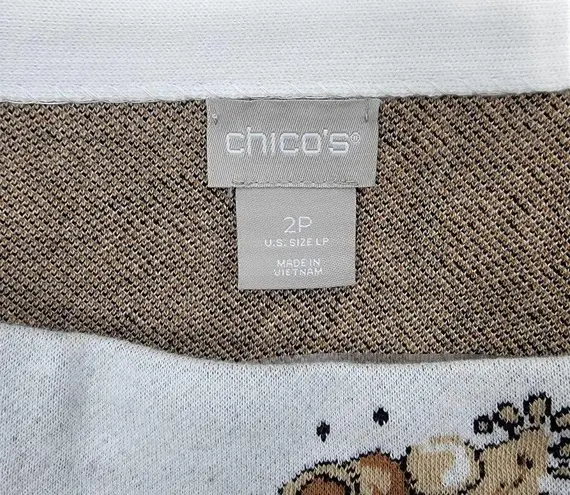 chico's®
2P
U.S. SIZE LP
MADE IN
VIETNAM